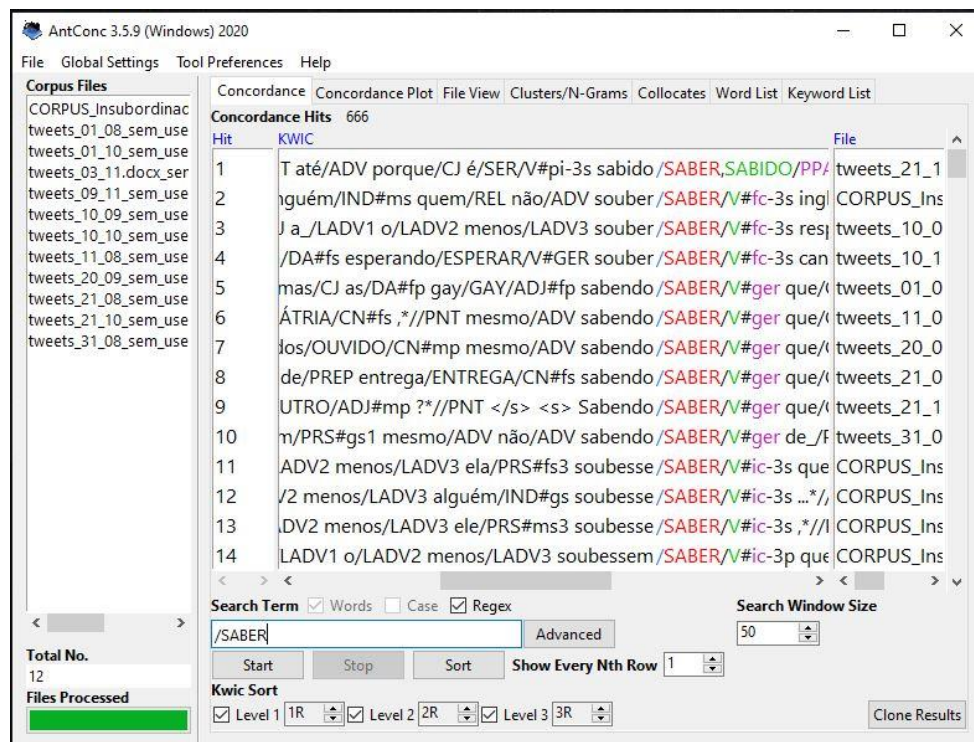 AntConc 3.5.9 (Windows) 2020
File Global Settings Tool Preferences Help
Corpus Files
CORPUS_Insubordinac
tweets_01_08_sem_use
tweets_01_10_sem_use
tweets_03_11.docx_ser
tweets_09_11_sem_use
tweets_10_09_sem_use
tweets_10_10_sem_use
tweets_11_08_sem_use
tweets_20_09_sem_use
tweets_21_08_sem_use
tweets_21_10_sem_use
tweets_31_08_sem_use
Total No.
12
Files Processed
Concordance Concordance Plot File View Clusters/N-Grams Collocates Word List Keyword List
Concordance Hits 666
Hit KWIC File
1 T até/ADV porque/CJ é/SER/V#pi-3s sabido /SABER,SABIDO/PPA tweets_21_1
2 nguém/IND#ms quem/REL não/ADV souber /SABER/V#fc-3s ingl CORPUS_Ins
3 J a_/LADV1 o/LADV2 menos/LADV3 souber /SABER/V#fc-3s resp tweets_10_0
4 /DA#fs esperando/ESPERAR/V#GER souber /SABER/V#fc-3s can tweets_10_1
5 mas/CJ as/DA#fp gay/GAY/ADJ#fp sabendo /SABER/V#ger que/ tweets_01_0
6 ÁTRIA/CN#fs ,*//PNT mesmo/ADV sabendo /SABER/V#ger que/ tweets_11_0
7 dos/OUVIDO/CN#mp mesmo/ADV sabendo /SABER/V#ger que/ tweets_20_0
8 de/PREP entrega/ENTREGA/CN#fs sabendo /SABER/V#ger que/ tweets_21_0
9 UTRO/ADJ#mp ?*//PNT </s> <s> Sabendo /SABER/V#ger que/ tweets_21_1
10 m/PRS#gs1 mesmo/ADV não/ADV sabendo /SABER/V#ger de_/ tweets_31_0
11 ADV2 menos/LADV3 ela/PRS#fs3 soubesse /SABER/V#ic-3s que CORPUS_Ins
12 V2 menos/LADV3 alguém/IND#gs soubesse /SABER/V#ic-3s ...*// CORPUS_Ins
13 ADV2 menos/LADV3 ele/PRS#ms3 soubesse /SABER/V#ic-3s ,*// CORPUS_Ins
14 LADV1 o/LADV2 menos/LADV3 soubessem /SABER/V#ic-3p que CORPUS_Ins
Search Term Words Case Regex Search Window Size
/SABER Advanced 50
Start Stop Sort Show Every Nth Row 1
Kwic Sort
Level 1 1R Level 2 2R Level 3 3R Clone Results